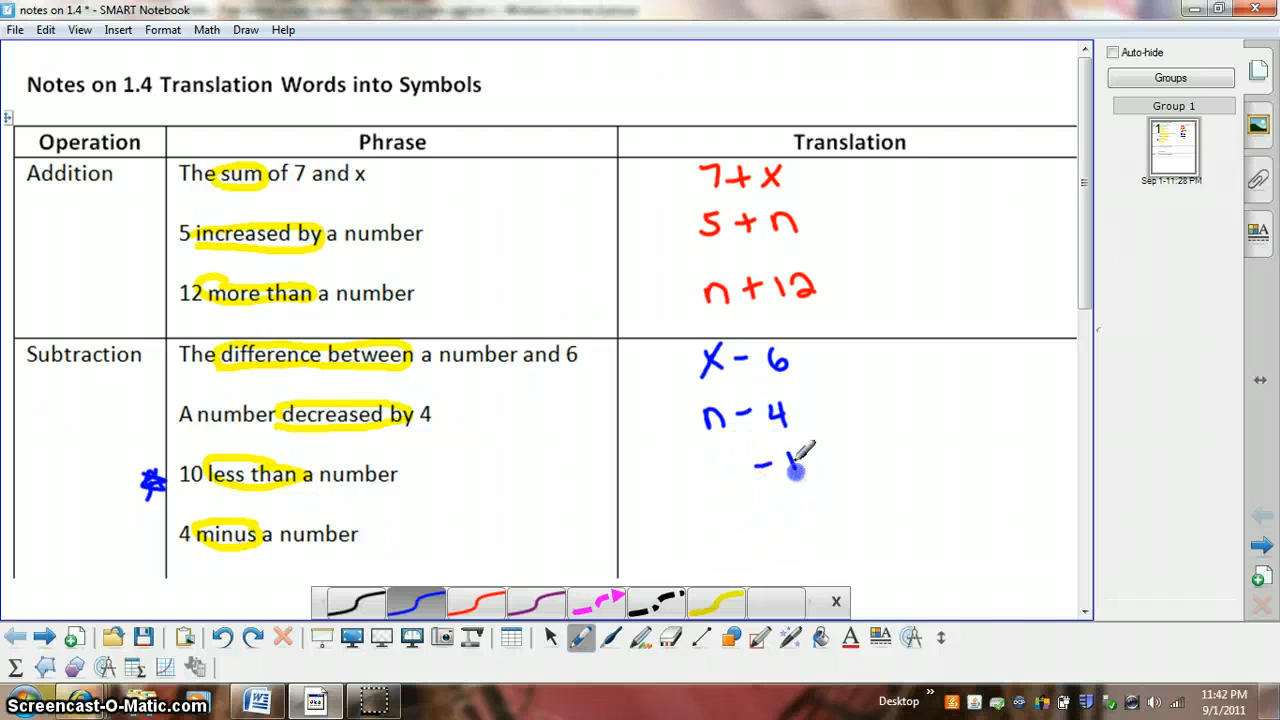 notes on 1.4 * - SMART Notebook
File Edit View Insert Format Math Draw Help
Auto-hide
Groups
Group 1
1
Sep 1-11:28 PM
Notes on 1.4 Translation Words into Symbols
Operation Phrase Translation
Addition The sum of 7 and x 7 + x
5 increased by a number 5 + n
12 more than a number n + 12
Subtraction The difference between a number and 6 x - 6
A number decreased by 4 n - 4
10 less than a number -
4 minus a number
x
Desktop
11:42 PM
9/1/2011
Screencast-O-Matic.com